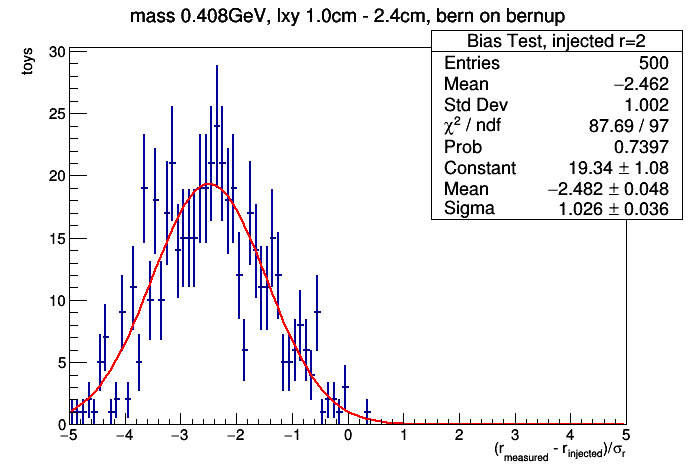 mass 0.408GeV, lxy 1.0cm - 2.4cm, bern on bernup
Bias Test, injected r=2
Entries 500
Mean −2.462
Std Dev 1.002
χ² / ndf 87.69 / 97
Prob 0.7397
Constant 19.34 ± 1.08
Mean −2.482 ± 0.048
Sigma 1.026 ± 0.036
toys
30
25
20
15
10
5
0
−5 −4 −3 −2 −1 0 1 2 3 4 5
(r_measured - r_injected)/σ_r